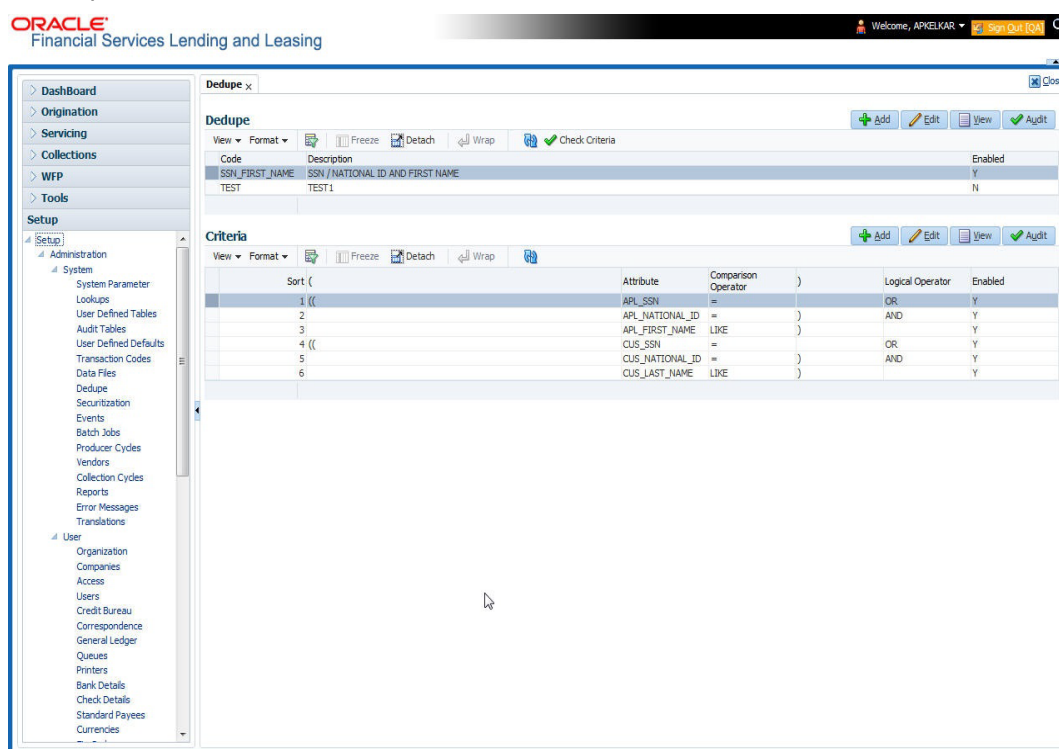 ORACLE
Financial Services Lending and Leasing
Welcome, APKELKAR
Sign Out [QA]
DashBoard
Origination
Servicing
Collections
WFP
Tools
Setup
Setup
Administration
System
System Parameter
Lookups
User Defined Tables
Audit Tables
User Defined Defaults
Transaction Codes
Data Files
Dedupe
Securitization
Events
Batch Jobs
Producer Cycles
Vendors
Collection Cycles
Reports
Error Messages
Translations
User
Organization
Companies
Access
Users
Credit Bureau
Correspondence
General Ledger
Queues
Printers
Bank Details
Check Details
Standard Payees
Currencies
Dedupe x
Clos
Dedupe
Add Edit View Audit
View Format Freeze Detach Wrap Check Criteria
Code Description Enabled
SSN_FIRST_NAME SSN / NATIONAL ID AND FIRST NAME Y
TEST TEST1 N
Criteria
Add Edit View Audit
View Format Freeze Detach Wrap
Sort ( Attribute Comparison Operator ) Logical Operator Enabled
1 (( APL_SSN = OR Y
2 APL_NATIONAL_ID = ) AND Y
3 APL_FIRST_NAME LIKE ) Y
4 (( CUS_SSN = OR Y
5 CUS_NATIONAL_ID = ) AND Y
6 CUS_LAST_NAME LIKE ) Y